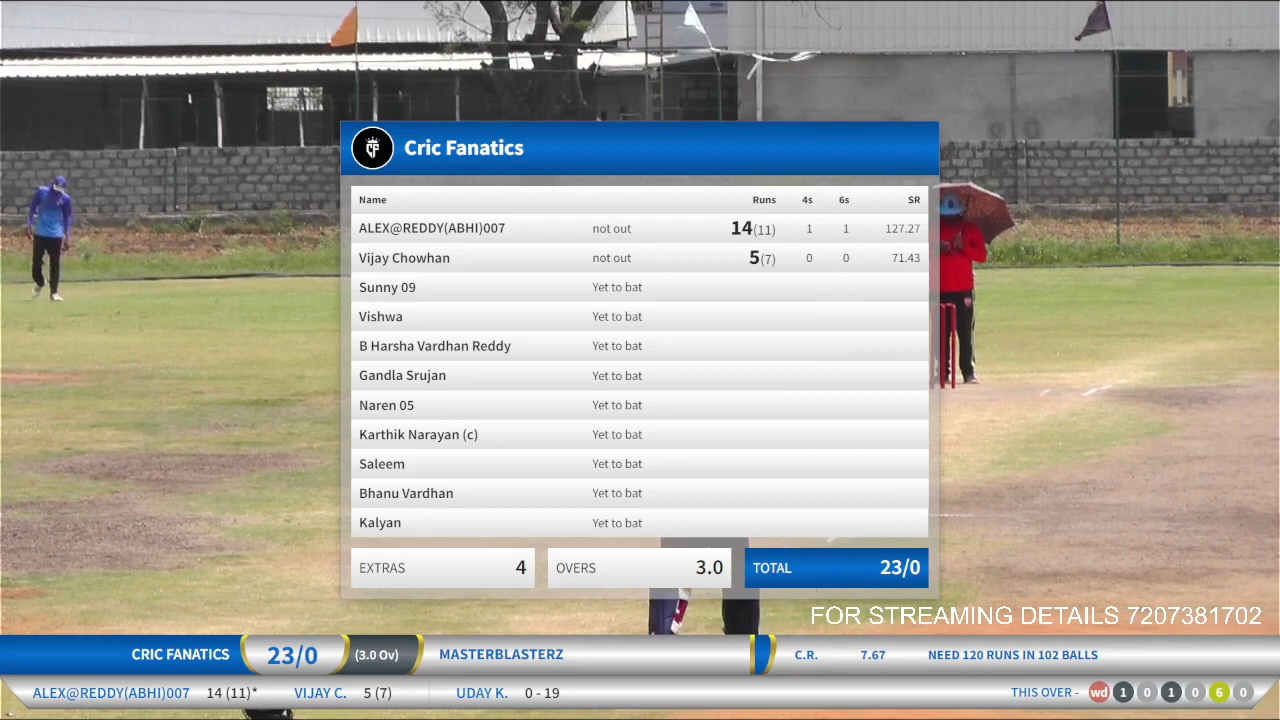 Cric Fanatics
Name Runs 4s 6s SR
ALEX@REDDY(ABHI)007 not out 14(11) 1 1 127.27
Vijay Chowhan not out 5(7) 0 0 71.43
Sunny 09 Yet to bat
Vishwa Yet to bat
B Harsha Vardhan Reddy Yet to bat
Gandla Srujan Yet to bat
Naren 05 Yet to bat
Karthik Narayan (c) Yet to bat
Saleem Yet to bat
Bhanu Vardhan Yet to bat
Kalyan Yet to bat
EXTRAS 4 OVERS 3.0 TOTAL 23/0
FOR STREAMING DETAILS 7207381702
CRIC FANATICS 23/0 (3.0 Ov) MASTERBLASTERZ C.R. 7.67 NEED 120 RUNS IN 102 BALLS
ALEX@REDDY(ABHI)007 14 (11)* VIJAY C. 5 (7) UDAY K. 0 - 19 THIS OVER - wd 1 0 1 0 6 0